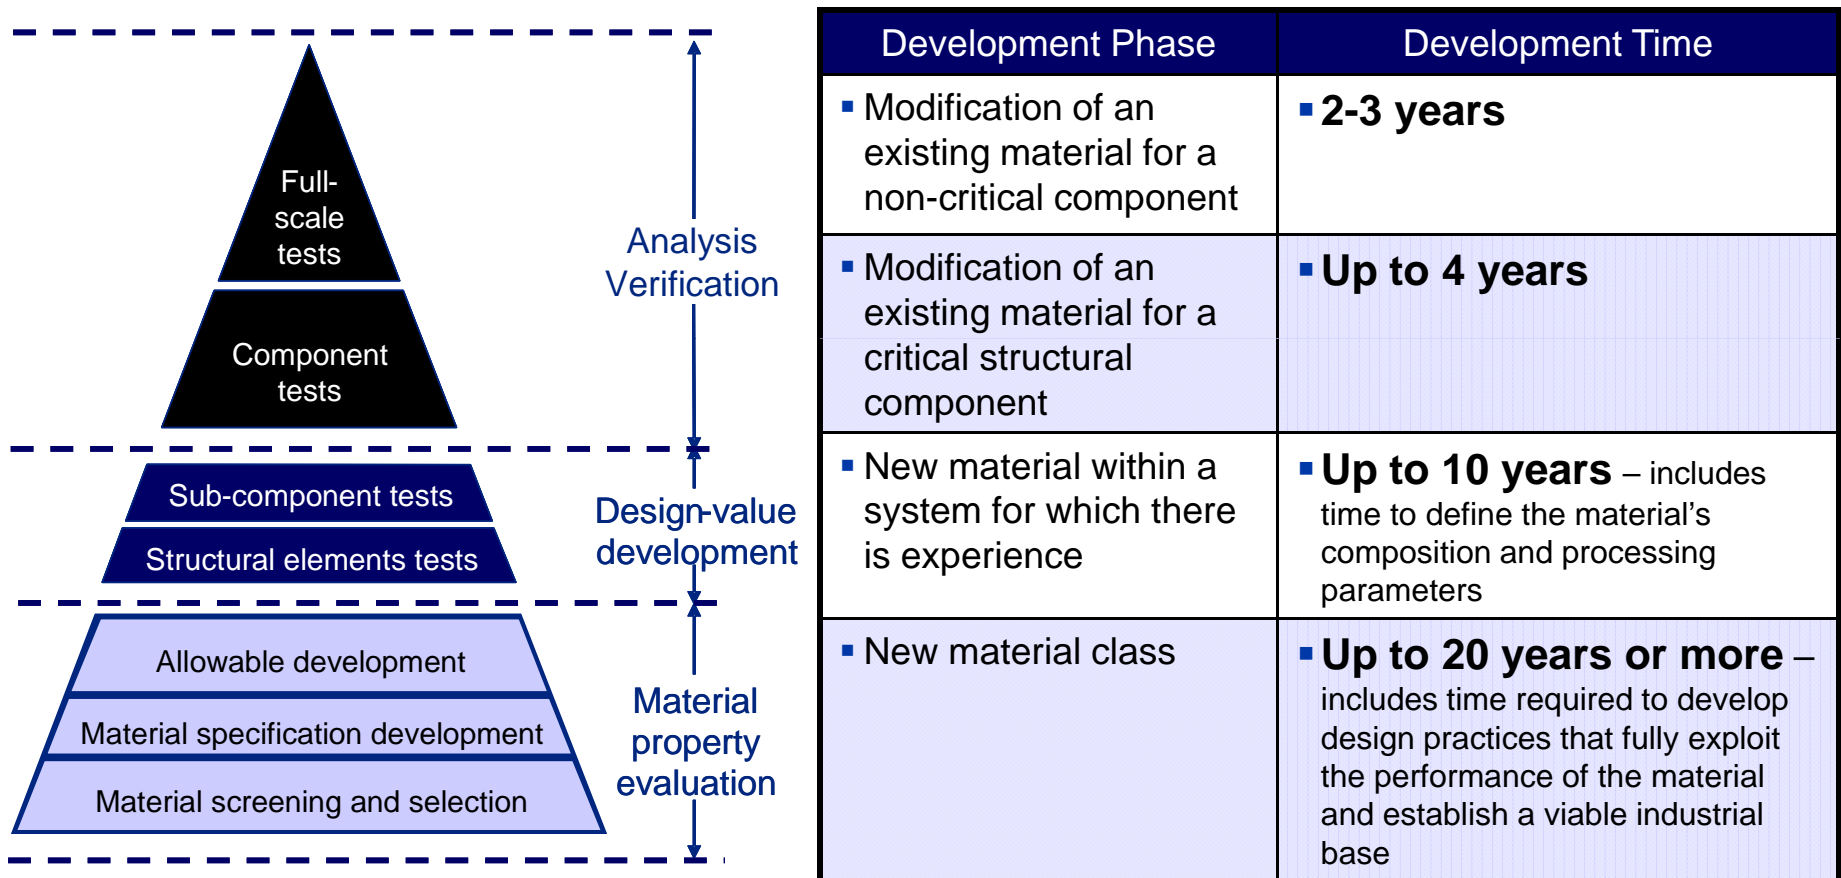 Full-
scale
tests
Component
tests
Sub-component tests
Structural elements tests
Allowable development
Material specification development
Material screening and selection
Analysis
Verification
Design-value
development
Material
property
evaluation
Development Phase
Development Time
▪ Modification of an
existing material for a
non-critical component
▪ 2-3 years
▪ Modification of an
existing material for a
critical structural
component
▪ Up to 4 years
▪ New material within a
system for which there
is experience
▪ Up to 10 years – includes
time to define the material’s
composition and processing
parameters
▪ New material class
▪ Up to 20 years or more –
includes time required to develop
design practices that fully exploit
the performance of the material
and establish a viable industrial
base